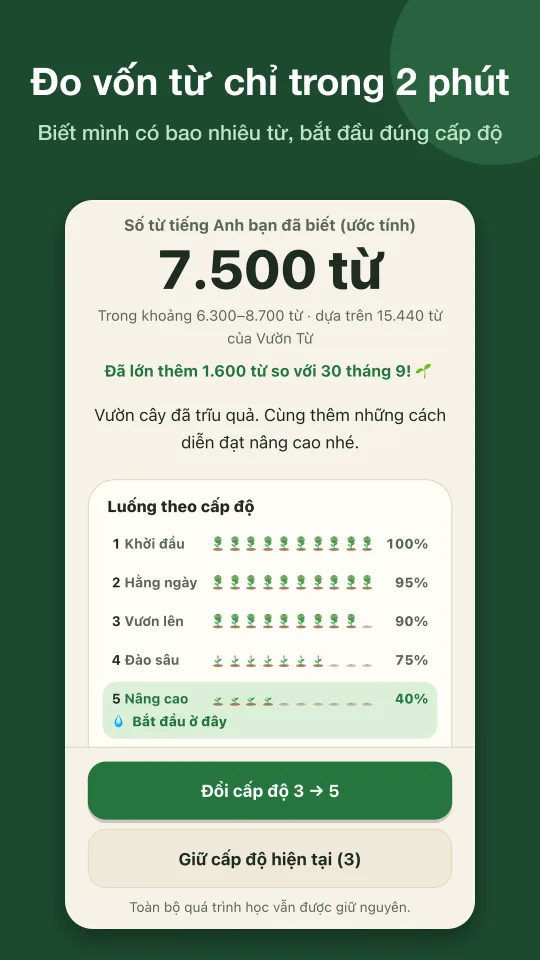 Đo vốn từ chỉ trong 2 phút
Biết mình có bao nhiêu từ, bắt đầu đúng cấp độ
Số từ tiếng Anh bạn đã biết (ước tính)
7.500 từ
Trong khoảng 6.300–8.700 từ · dựa trên 15.440 từ
của Vườn Từ
Đã lớn thêm 1.600 từ so với 30 tháng 9! 🌱
Vườn cây đã trĩu quả. Cùng thêm những cách
diễn đạt nâng cao nhé.
Luống theo cấp độ
1 Khởi đầu 100%
2 Hằng ngày 95%
3 Vươn lên 90%
4 Đào sâu 75%
5 Nâng cao 40%
💧 Bắt đầu ở đây
Đổi cấp độ 3 → 5
Giữ cấp độ hiện tại (3)
Toàn bộ quá trình học vẫn được giữ nguyên.